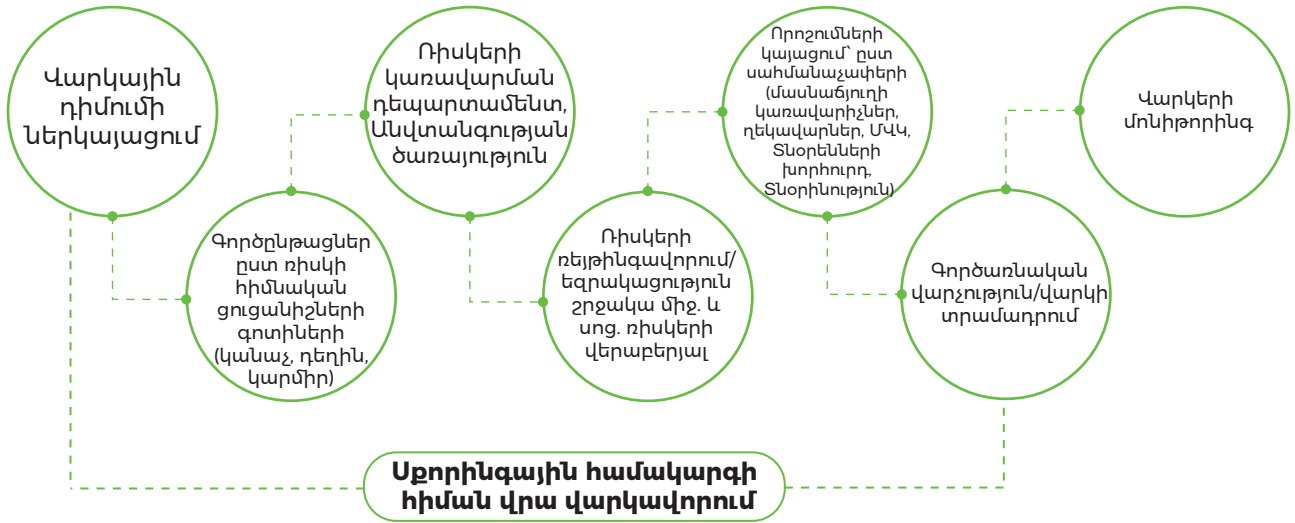 Վարկային
դիմումի
ներկայացում
Գործընթացներ
ըստ ռիսկի
հիմնական
ցուցանիշների
գոտիների
(կանաչ, դեղին,
կարմիր)
Ռիսկերի
կառավարման
դեպարտամենտ,
Անվտանգության
ծառայություն
Ռիսկերի
ռեյթինգավորում/
եզրակացություն
շրջակա միջ. և
սոց. ռիսկերի
վերաբերյալ
Որոշումների
կայացում՝ ըստ
սահմանաչափերի
(մասնաճյուղի
կառավարիչներ,
ղեկավարներ, ՄՎԿ,
Տնօրենների
խորհուրդ,
Տնօրինություն)
Գործառնական
վարչություն/վարկի
տրամադրում
Վարկերի
մոնիթորինգ
Սքորինգային համակարգի
հիման վրա վարկավորում